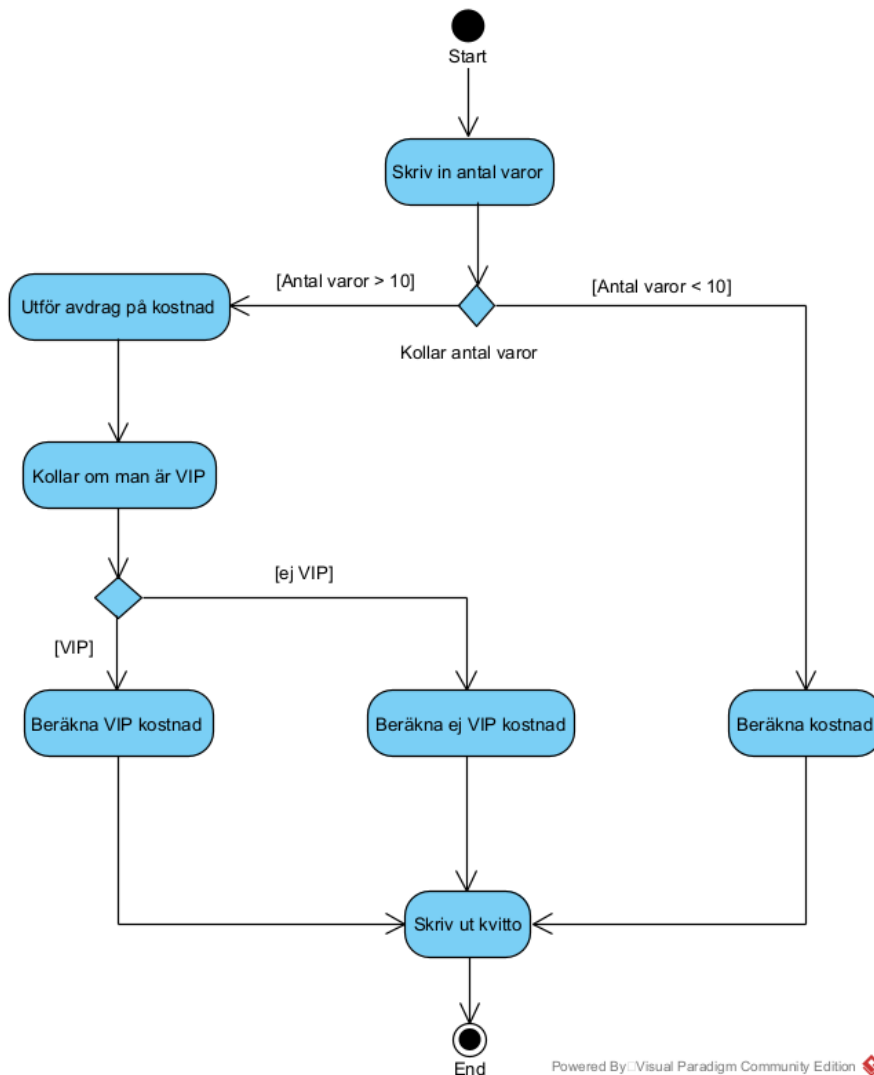 Start
Skriv in antal varor
[Antal varor > 10]
[Antal varor < 10]
Utför avdrag på kostnad
Kollar antal varor
Kollar om man är VIP
[ej VIP]
[VIP]
Beräkna VIP kostnad
Beräkna ej VIP kostnad
Beräkna kostnad
Skriv ut kvitto
End
Powered By Visual Paradigm Community Edition